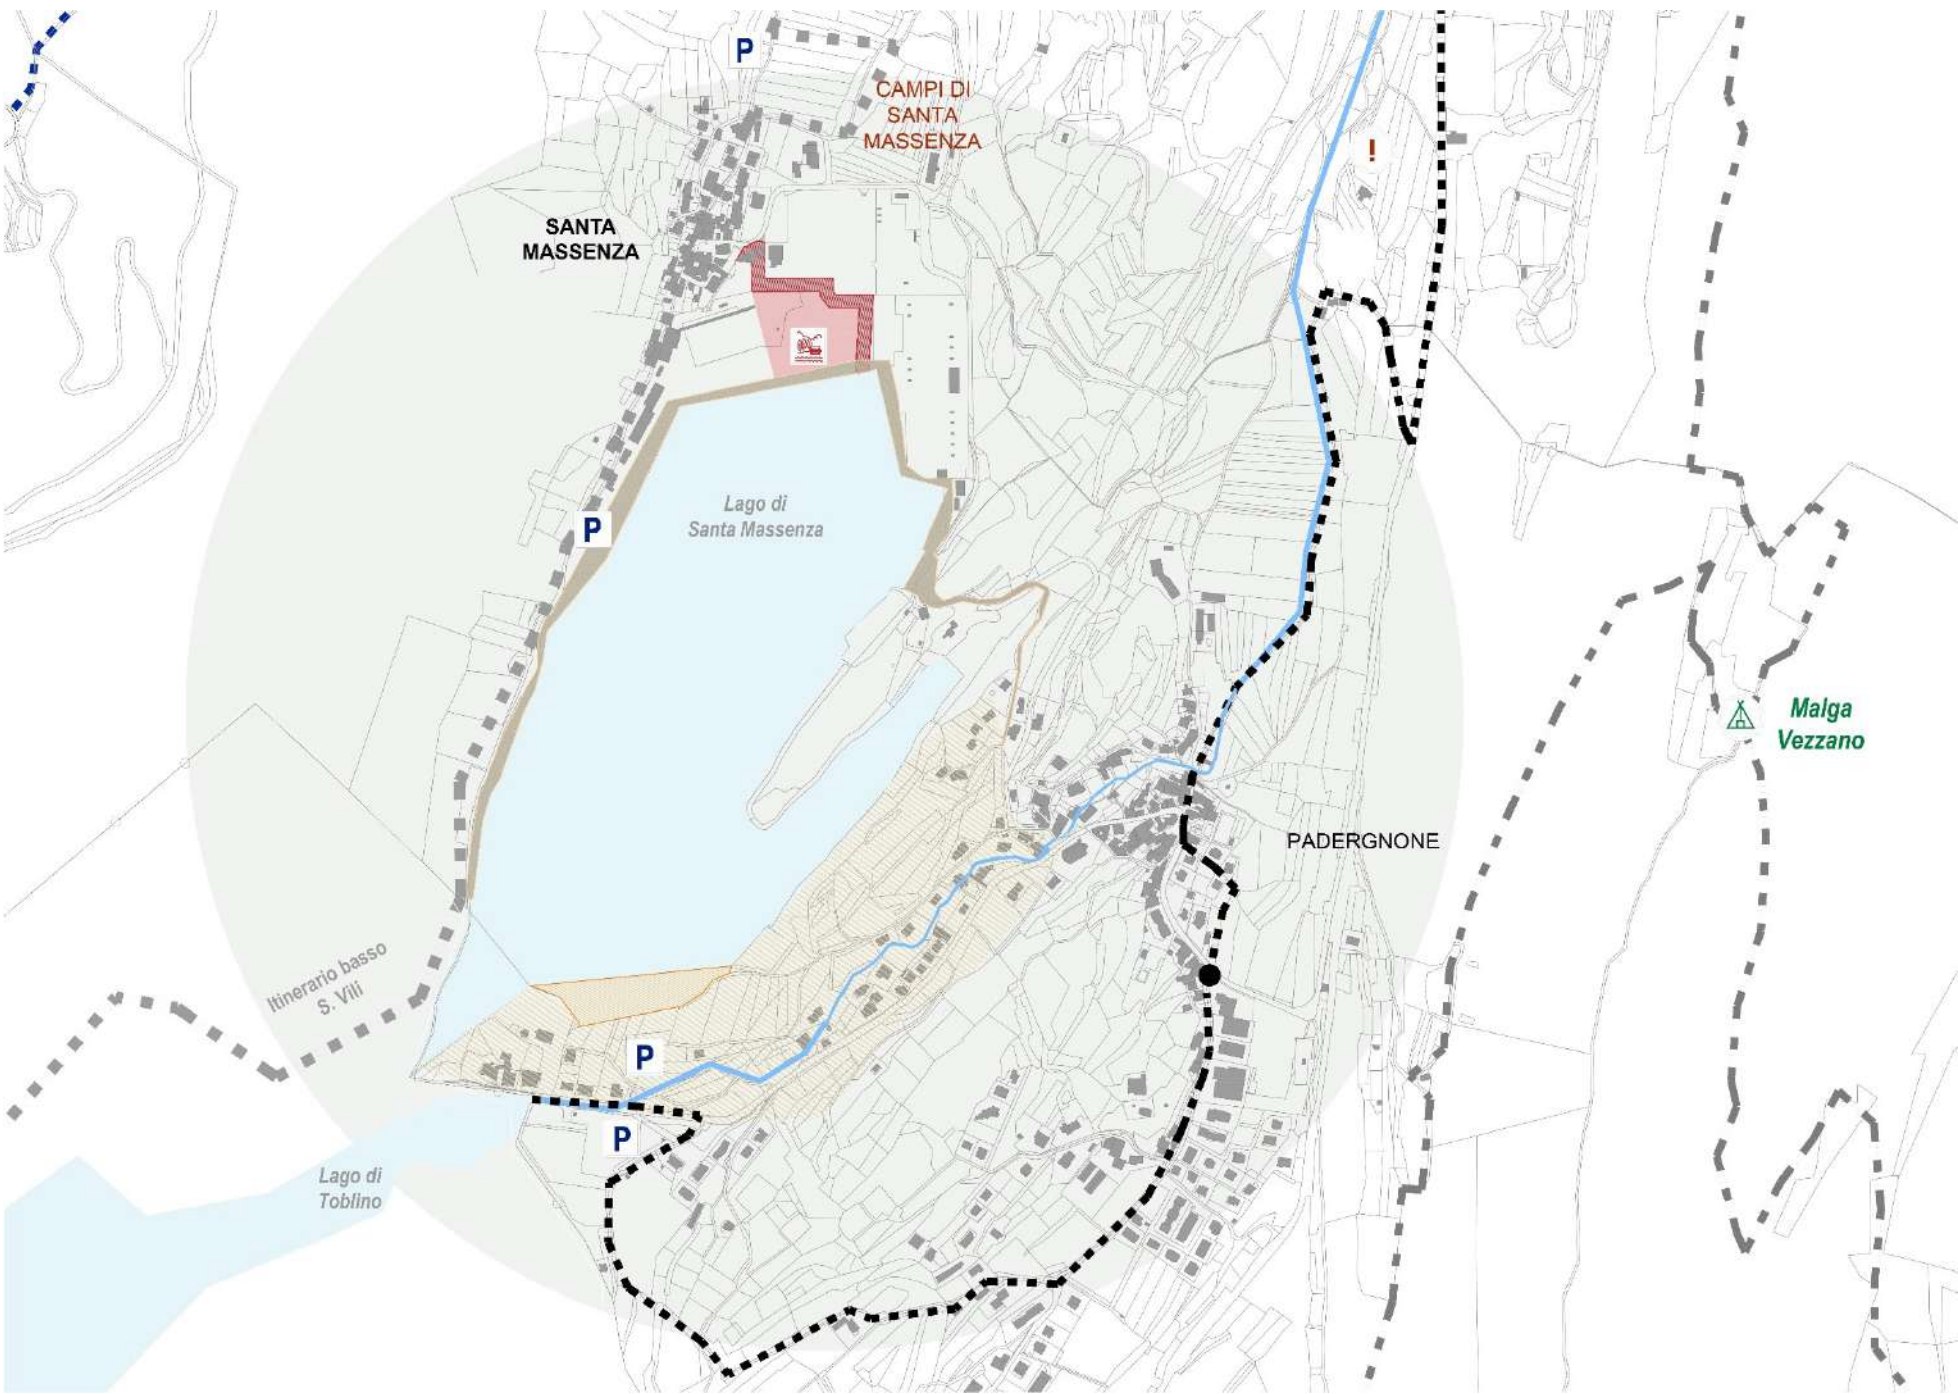 P
CAMPI DI
SANTA
MASSENZA
!
SANTA
MASSENZA
Lago di
Santa Massenza
P
Malga
Vezzano
PADERGNONE
Itinerario basso
S. Vili
P
P
Lago di
Toblino